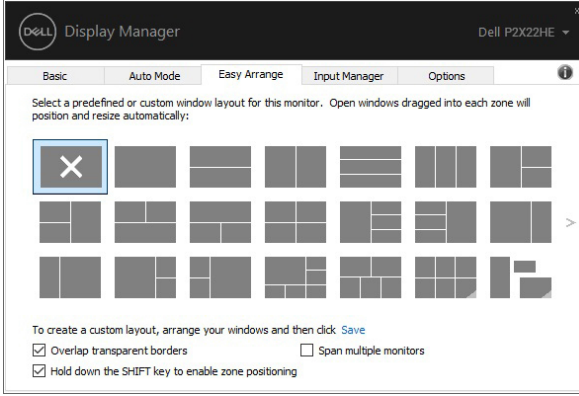 DELL Display Manager
Dell P2X22HE
Basic
Auto Mode
Easy Arrange
Input Manager
Options
Select a predefined or custom window layout for this monitor. Open windows dragged into each zone will
position and resize automatically:
To create a custom layout, arrange your windows and then click Save
Overlap transparent borders
Span multiple monitors
Hold down the SHIFT key to enable zone positioning